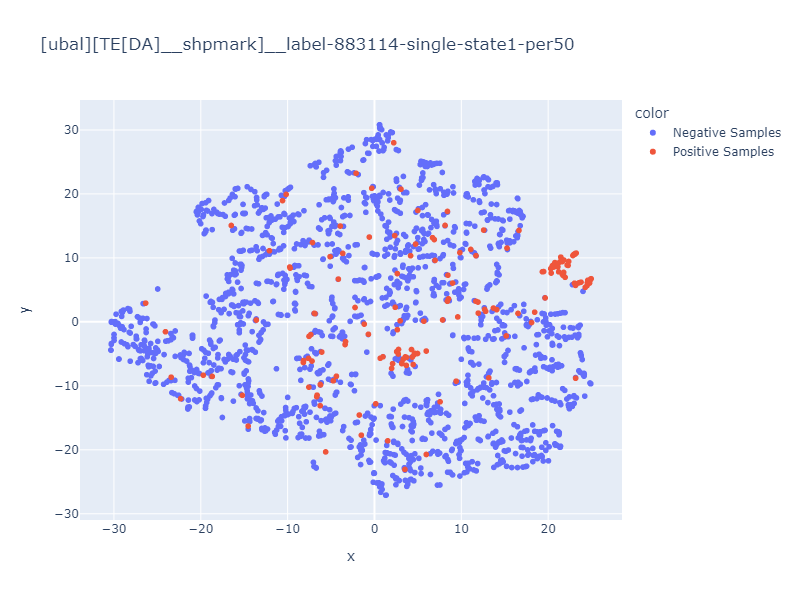 [ubal][TE[DA]__shpmark]__label-883114-single-state1-per50
color
Negative Samples
Positive Samples
30
20
10
0
−10
−20
−30
−30
−20
−10
0
10
20
y
x